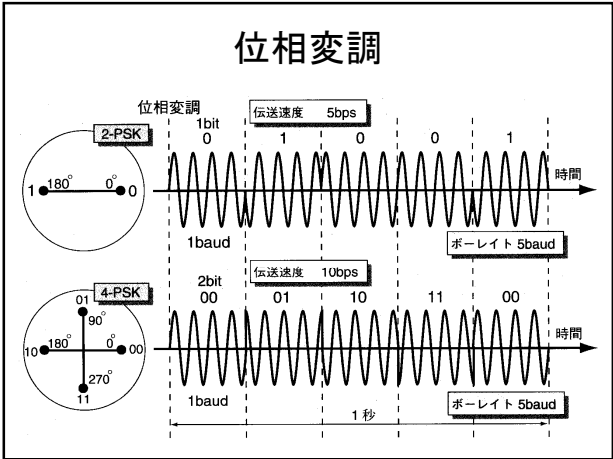 位相変調
位相変調
2-PSK
1bit
伝送速度 5bps
0 1 0 0 1
1 180° 0° 0
時間
1baud
ボーレイト 5baud
4-PSK
2bit
伝送速度 10bps
00 01 10 11 00
01
90°
10 180° 0° 00
270°
11
時間
1baud
ボーレイト 5baud
1秒